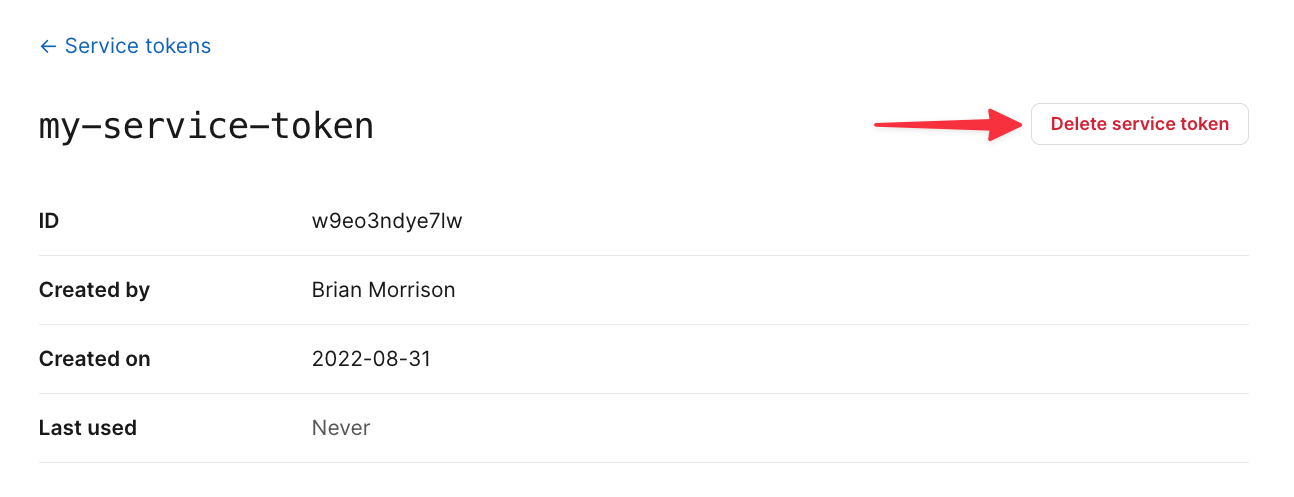 ← Service tokens
my-service-token
Delete service token
ID w9eo3ndye7lw
Created by Brian Morrison
Created on 2022-08-31
Last used Never